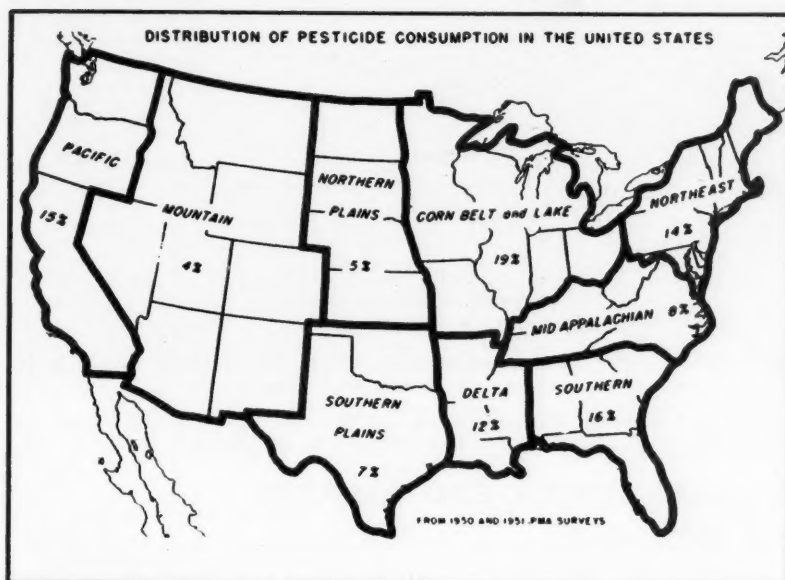 DISTRIBUTION OF PESTICIDE CONSUMPTION IN THE UNITED STATES
PACIFIC
15%
MOUNTAIN
4%
NORTHERN
PLAINS
5%
CORN BELT and LAKE
19%
NORTHEAST
14%
MID APPALACHIAN
8%
SOUTHERN
PLAINS
7%
DELTA
12%
SOUTHERN
16%
FROM 1950 AND 1951 PMA SURVEYS